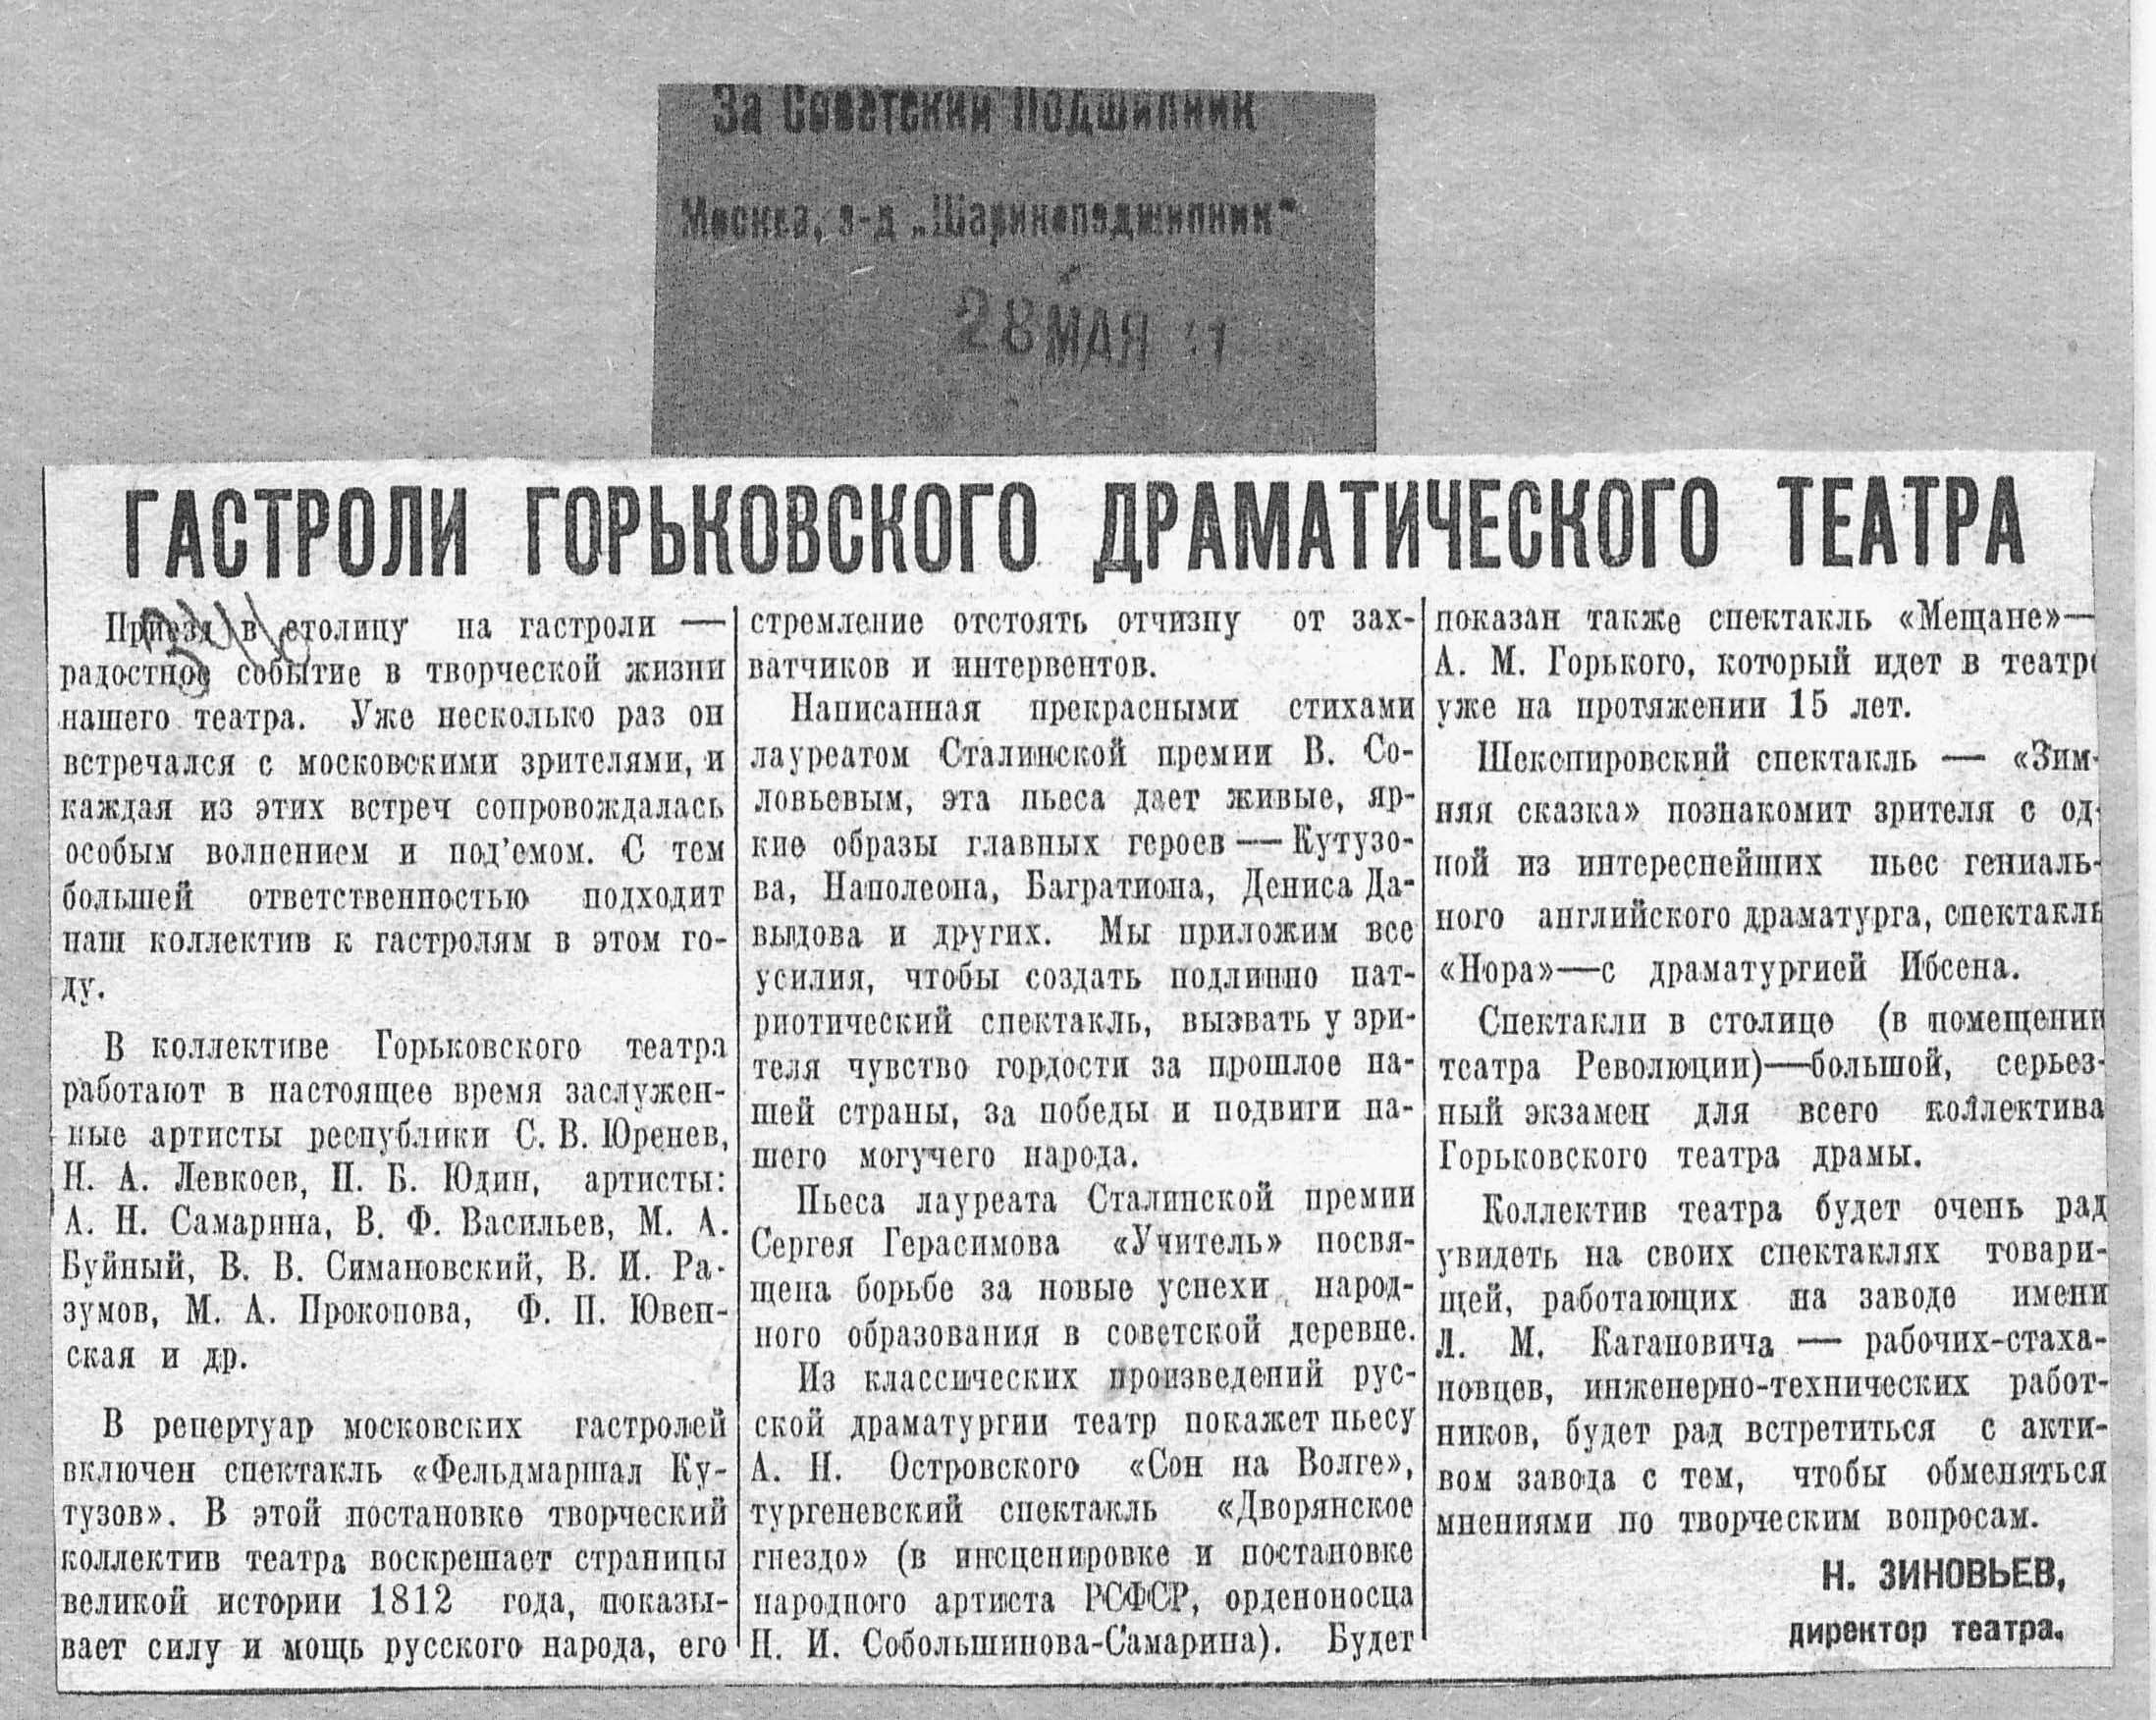 За Советский Подшипник
Москва, з-д „Шарикоподшипник“
28 МАЯ 41
ГАСТРОЛИ ГОРЬКОВСКОГО ДРАМАТИЧЕСКОГО ТЕАТРА
Приезд в столицу на гастроли —
радостное событие в творческой жизни
нашего театра. Уже несколько раз он
встречался с московскими зрителями, и
каждая из этих встреч сопровождалась
особым волнением и под’емом. С тем
большей ответственностью подходит
наш коллектив к гастролям в этом го-
ду.
В коллективе Горьковского театра
работают в настоящее время заслужен-
ные артисты республики С. В. Юренев,
Н. А. Левкоев, П. Б. Юдин, артисты:
А. Н. Самарина, В. Ф. Васильев, М. А.
Буйный, В. В. Симановский, В. И. Ра-
зумов, М. А. Прокопова, Ф. П. Ювен-
ская и др.
В репертуар московских гастролей
включен спектакль «Фельдмаршал Ку-
тузов». В этой постановке творческий
коллектив театра воскрешает страницы
великой истории 1812 года, показы-
вает силу и мощь русского народа, его
стремление отстоять отчизну от зах-
ватчиков и интервентов.
Написанная прекрасными стихами
лауреатом Сталинской премии В. Со-
ловьевым, эта пьеса дает живые, яр-
кие образы главных героев — Кутузо-
ва, Наполеона, Багратиона, Дениса Да-
выдова и других. Мы приложим все
усилия, чтобы создать подлинно пат-
риотический спектакль, вызвать у зри-
теля чувство гордости за прошлое на-
шей страны, за победы и подвиги на-
шего могучего народа.
Пьеса лауреата Сталинской премии
Сергея Герасимова «Учитель» посвя-
щена борьбе за новые успехи народ-
ного образования в советской деревне.
Из классических произведений рус-
ской драматургии театр покажет пьесу
А. Н. Островского «Сон на Волге»,
тургеневский спектакль «Дворянское
гнездо» (в инсценировке и постановке
народного артиста РСФСР, орденоносца
Н. И. Собольшинова-Самарина). Будет
показан также спектакль «Мещане»—
А. М. Горького, который идет в театре
уже на протяжении 15 лет.
Шекспировский спектакль — «Зим-
няя сказка» познакомит зрителя с од-
ной из интереснейших пьес гениаль-
ного английского драматурга, спектакль
«Нора»—с драматургией Ибсена.
Спектакли в столице (в помещении
театра Революции)—большой, серьез-
ный экзамен для всего коллектива
Горьковского театра драмы.
Коллектив театра будет очень рад
увидеть на своих спектаклях товари-
щей, работающих на заводе имени
Л. М. Кагановича — рабочих-стаха-
новцев, инженерно-технических работ-
ников, будет рад встретиться с акти-
вом завода с тем, чтобы обменяться
мнениями по творческим вопросам.
Н. ЗИНОВЬЕВ,
директор театра.